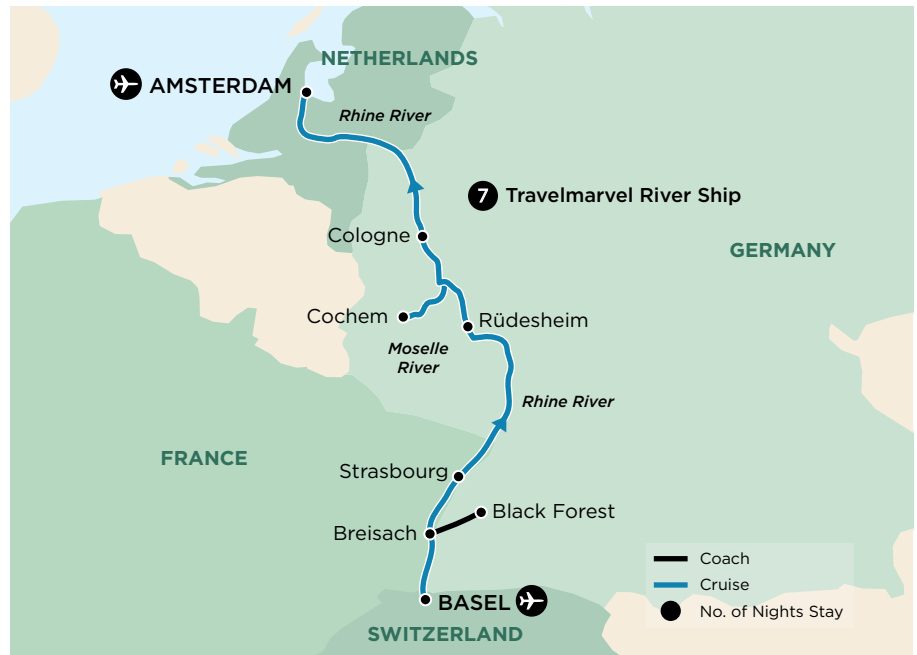 NETHERLANDS
AMSTERDAM
Rhine River
7 Travelmarvel River Ship
Cologne
GERMANY
Cochem
Rüdesheim
Moselle
River
Rhine River
FRANCE
Strasbourg
Black Forest
Breisach
Coach
Cruise
No. of Nights Stay
BASEL
SWITZERLAND